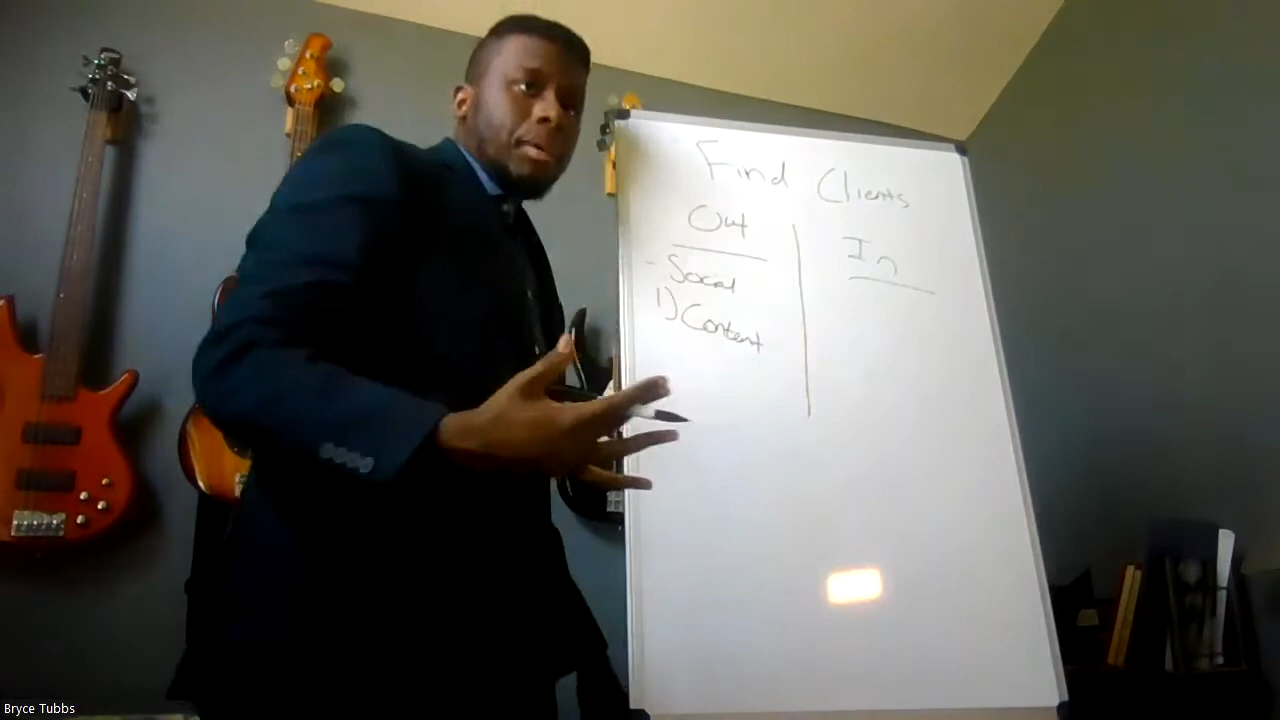 Find Clients
Out
In
- Social
1) Content
Bryce Tubbs